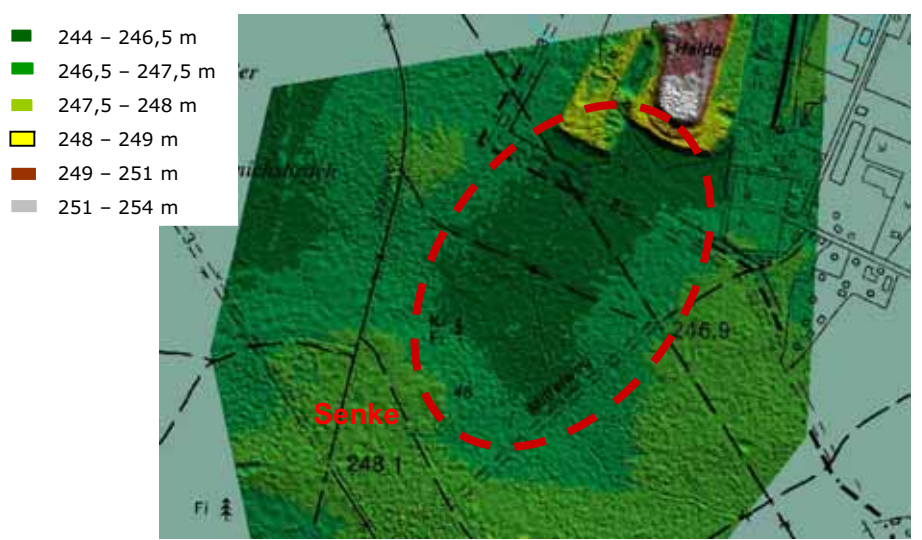 244 – 246,5 m
246,5 – 247,5 m
247,5 – 248 m
248 – 249 m
249 – 251 m
251 – 254 m
Halde
246.9
46
Senke
248.1
Fi